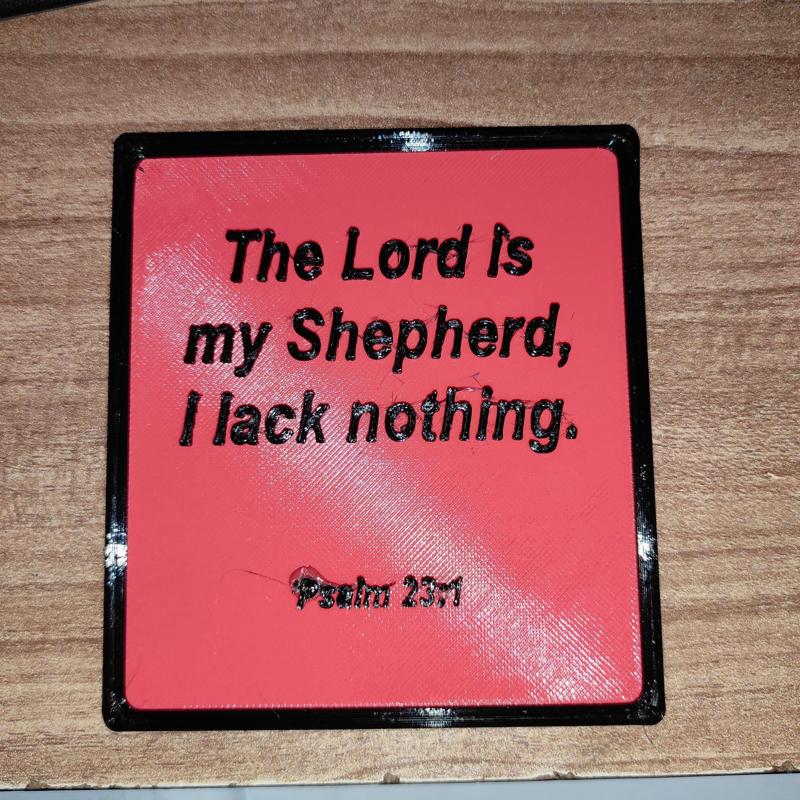 The Lord is
my Shepherd,
I lack nothing.
Psalm 23:1